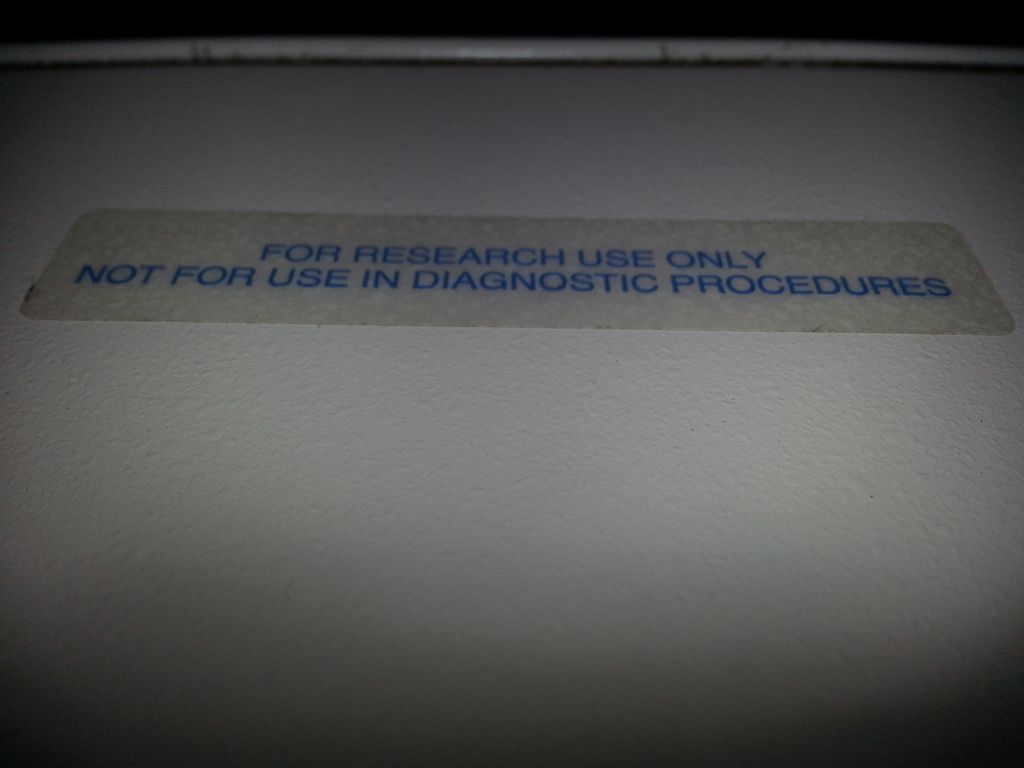 FOR RESEARCH USE ONLY
NOT FOR USE IN DIAGNOSTIC PROCEDURES